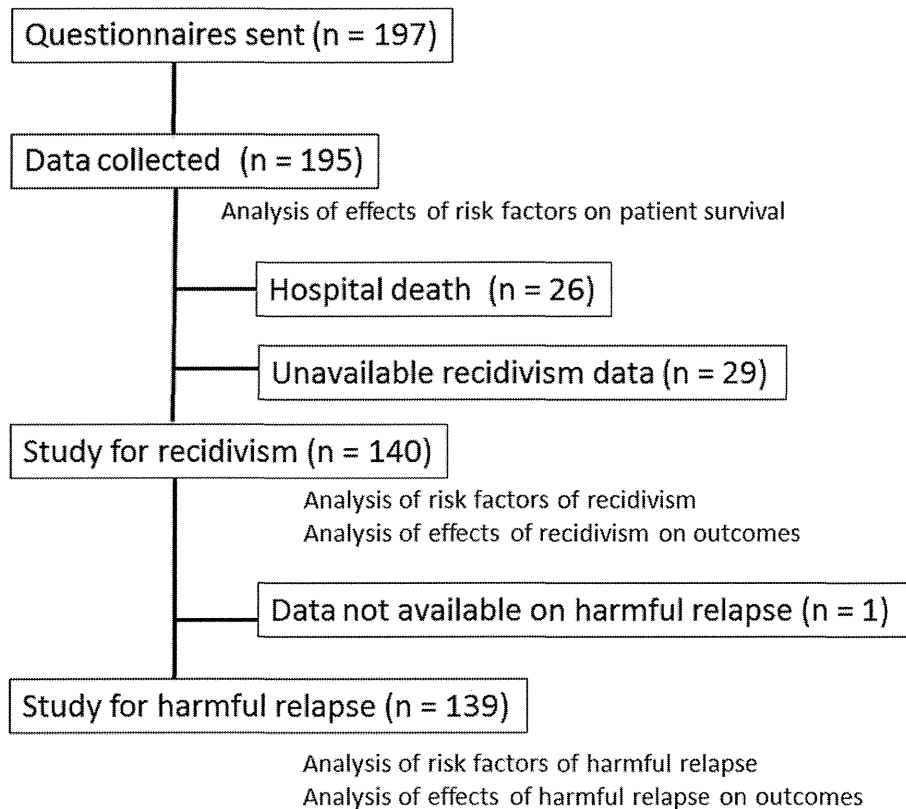 Questionnaires sent (n = 197)
Data collected (n = 195)
Analysis of effects of risk factors on patient survival
Hospital death (n = 26)
Unavailable recidivism data (n = 29)
Study for recidivism (n = 140)
Analysis of risk factors of recidivism
Analysis of effects of recidivism on outcomes
Data not available on harmful relapse (n = 1)
Study for harmful relapse (n = 139)
Analysis of risk factors of harmful relapse
Analysis of effects of harmful relapse on outcomes